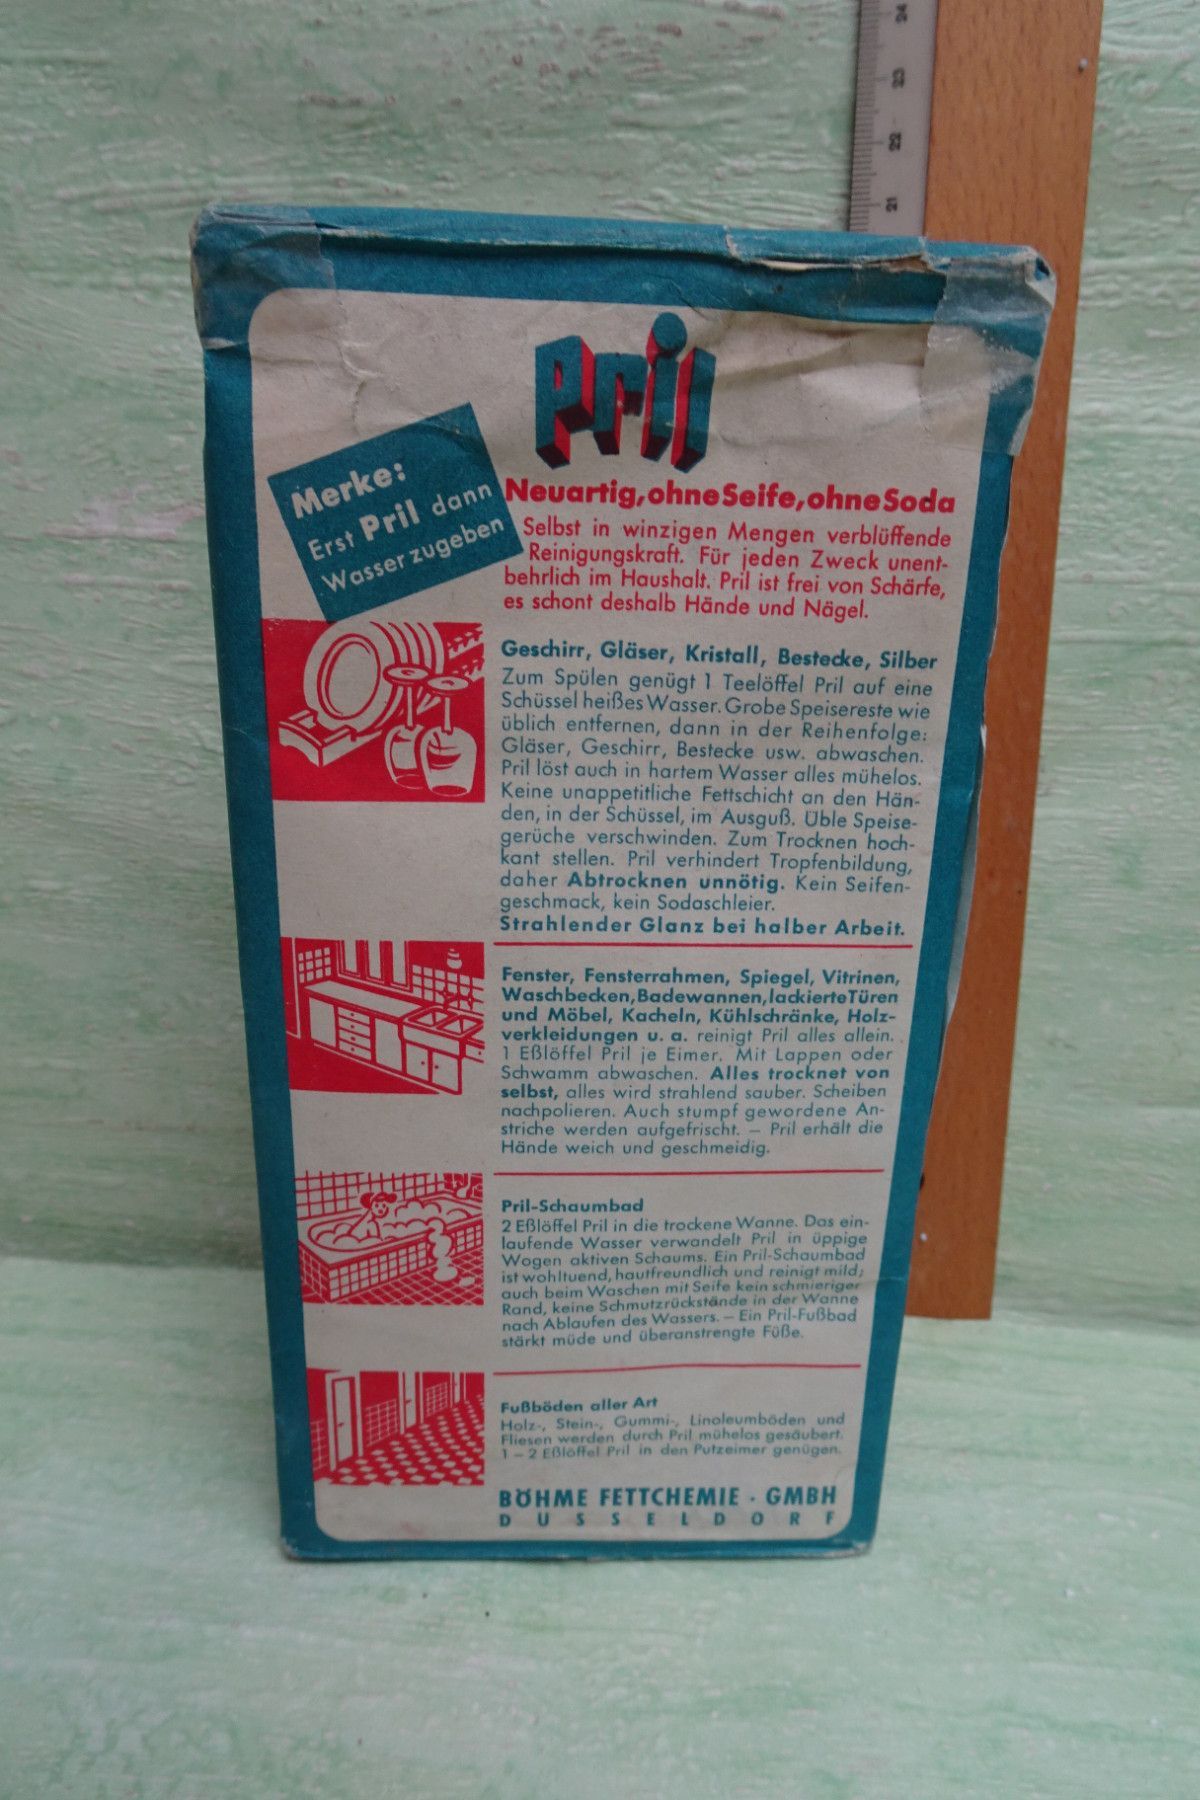 24
23
22
21
Pril
Merke:
Erst Pril dann
Wasser zugeben
Neuartig, ohne Seife, ohne Soda
Selbst in winzigen Mengen verblüffende
Reinigungskraft. Für jeden Zweck unent-
behrlich im Haushalt. Pril ist frei von Schärfe,
es schont deshalb Hände und Nägel.
Geschirr, Gläser, Kristall, Bestecke, Silber
Zum Spülen genügt 1 Teelöffel Pril auf eine
Schüssel heißes Wasser. Grobe Speisereste wie
üblich entfernen, dann in der Reihenfolge:
Gläser, Geschirr, Bestecke usw. abwaschen.
Pril löst auch in hartem Wasser alles mühelos.
Keine unappetitliche Fettschicht an den Hän-
den, in der Schüssel, im Ausguß. Üble Speise-
gerüche verschwinden. Zum Trocknen hoch-
kant stellen. Pril verhindert Tropfenbildung,
daher Abtrocknen unnötig. Kein Seifen-
geschmack, kein Sodaschleier.
Strahlender Glanz bei halber Arbeit.
Fenster, Fensterrahmen, Spiegel, Vitrinen,
Waschbecken, Badewannen, lackierte Türen
und Möbel, Kacheln, Kühlschränke, Holz-
verkleidungen u. a. reinigt Pril alles allein.
1 Eßlöffel Pril je Eimer. Mit Lappen oder
Schwamm abwaschen. Alles trocknet von
selbst, alles wird strahlend sauber. Scheiben
nachpolieren. Auch stumpf gewordene An-
striche werden aufgefrischt. – Pril erhält die
Hände weich und geschmeidig.
Pril-Schaumbad
2 Eßlöffel Pril in die trockene Wanne. Das ein-
laufende Wasser verwandelt Pril in üppige
Wogen aktiven Schaums. Ein Pril-Schaumbad
ist wohltuend, hautfreundlich und reinigt mild;
auch beim Waschen mit Seife kein schmieriger
Rand, keine Schmutzrückstände in der Wanne
nach Ablaufen des Wassers. – Ein Pril-Fußbad
stärkt müde und überanstrengte Füße.
Fußböden aller Art
Holz-, Stein-, Gummi-, Linoleumböden und
Fliesen werden durch Pril mühelos gesäubert.
1 – 2 Eßlöffel Pril in den Putzeimer genügen.
BÖHME FETTCHEMIE · GMBH
DUSSELDORF